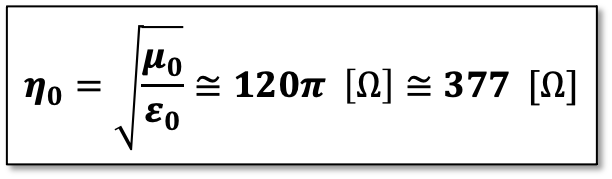 η₀ = √(μ₀/ε₀) ≅ 120π [Ω] ≅ 377 [Ω]